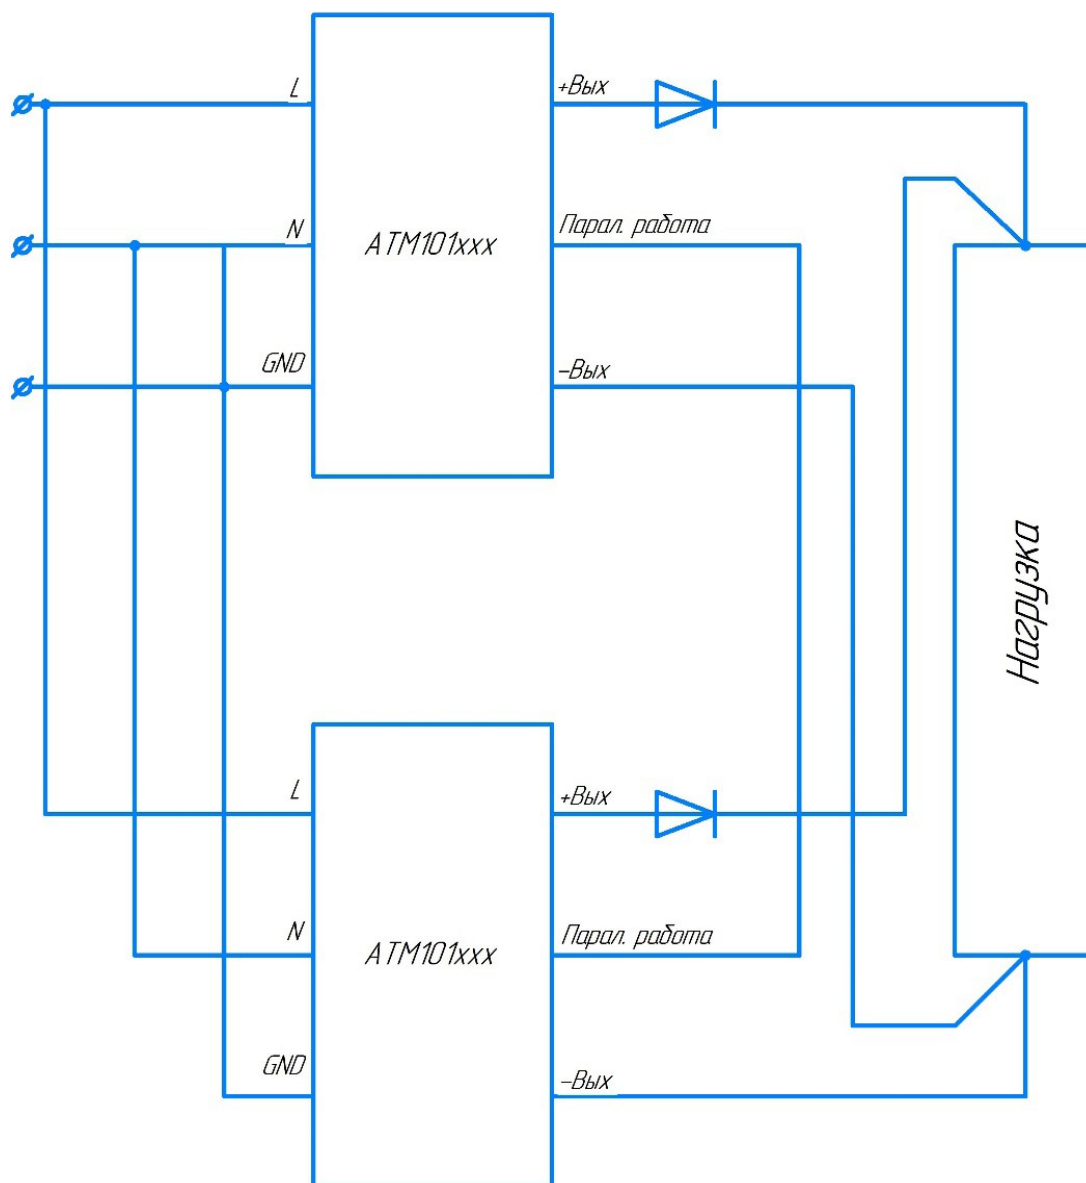 L
+Вых
N
АТМ101xxx
Парал. работа
GND
–Вых
Нагрузка
L
+Вых
N
АТМ101xxx
Парал. работа
GND
–Вых